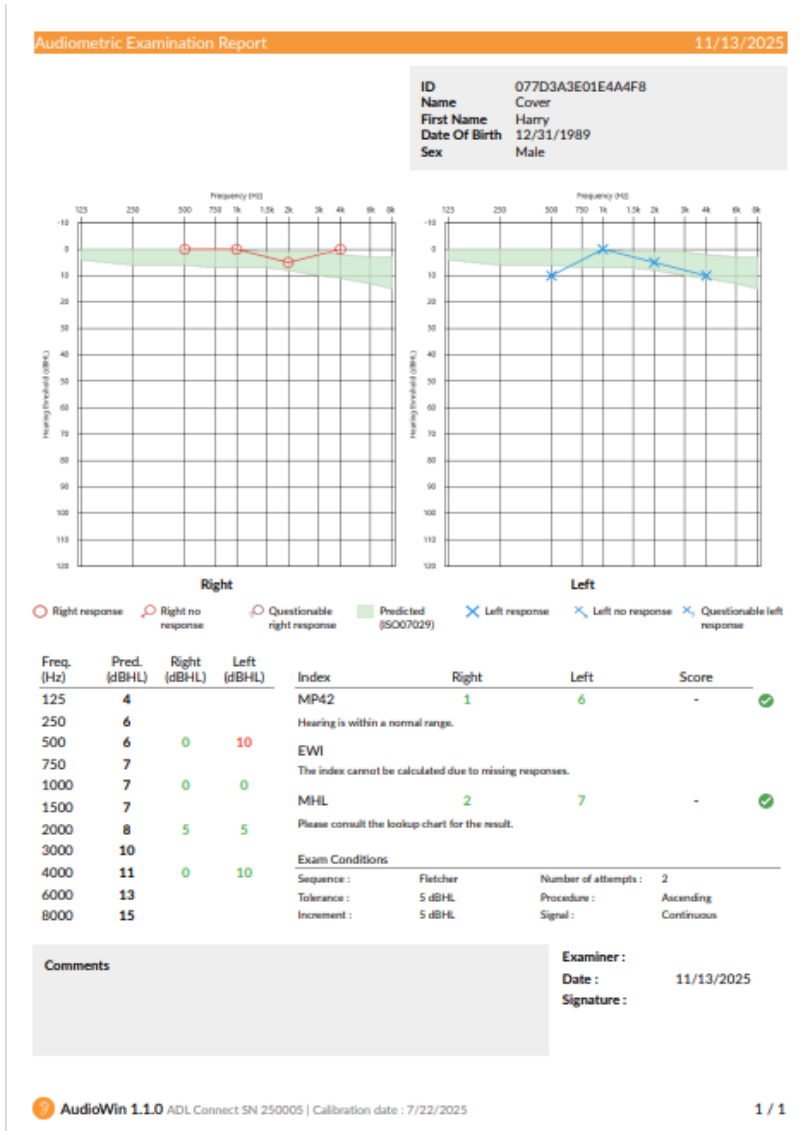 Audiometric Examination Report 11/13/2025
ID 077D3A3E01E4A4F8
Name Cover
First Name Harry
Date Of Birth 12/31/1989
Sex Male
Frequency (Hz)
125 250 500 750 1k 1.5k 2k 3k 4k 6k 8k
-10
0
10
20
30
40
50
60
70
80
90
100
110
120
Hearing threshold (dBHL)
Right
Frequency (Hz)
125 250 500 750 1k 1.5k 2k 3k 4k 6k 8k
-10
0
10
20
30
40
50
60
70
80
90
100
110
120
Hearing threshold (dBHL)
Left
Right response
Right no
response
Questionable
right response
Predicted
(ISO07029)
Left response
Left no response
Questionable left
response
Freq. Pred. Right Left
(Hz) (dBHL) (dBHL) (dBHL)
125 4
250 6
500 6 0 10
750 7
1000 7 0 0
1500 7
2000 8 5 5
3000 10
4000 11 0 10
6000 13
8000 15
Index Right Left Score
MP42 1 6 -
Hearing is within a normal range.
EWI
The index cannot be calculated due to missing responses.
MHL 2 7 -
Please consult the lookup chart for the result.
Exam Conditions
Sequence : Fletcher Number of attempts : 2
Tolerance : 5 dBHL Procedure : Ascending
Increment : 5 dBHL Signal : Continuous
Comments
Examiner :
Date : 11/13/2025
Signature :
AudioWin 1.1.0 ADL Connect SN 250005 | Calibration date : 7/22/2025 1 / 1